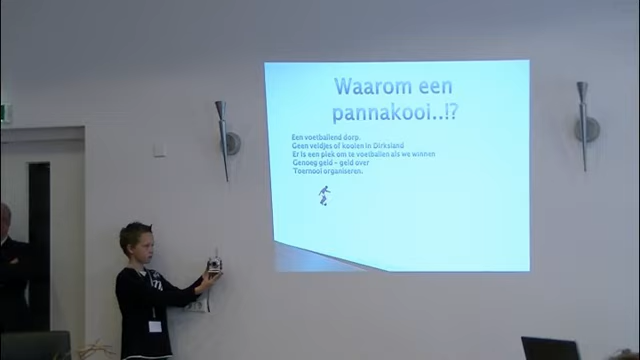 Waarom een
pannakooi..!?
Een voetballend dorp.
Geen veldjes of kooien in Dirksland
Er is een plek om te voetballen als we winnen
Genoeg geld – geld over
Toernooi organiseren.